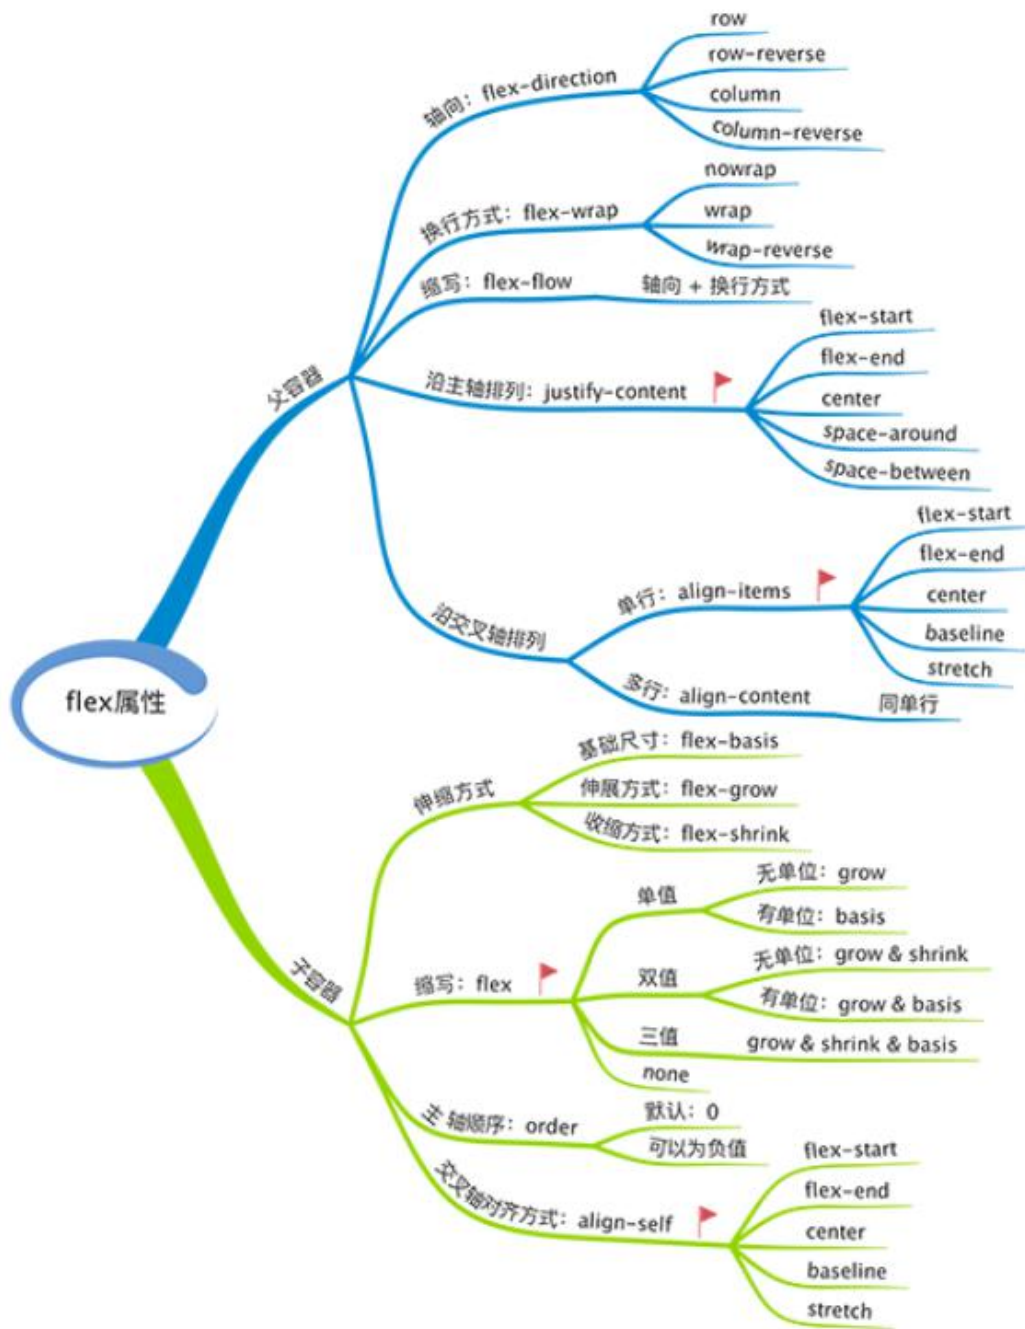 flex属性
父容器
轴向：flex-direction
row
row-reverse
column
column-reverse
换行方式：flex-wrap
nowrap
wrap
wrap-reverse
缩写：flex-flow
轴向 + 换行方式
沿主轴排列：justify-content
flex-start
flex-end
center
space-around
space-between
沿交叉轴排列
单行：align-items
flex-start
flex-end
center
baseline
stretch
多行：align-content
同单行
子容器
伸缩方式
基础尺寸：flex-basis
伸展方式：flex-grow
收缩方式：flex-shrink
缩写：flex
单值
无单位：grow
有单位：basis
双值
无单位：grow & shrink
有单位：grow & basis
三值
grow & shrink & basis
none
主轴顺序：order
默认：0
可以为负值
交叉轴对齐方式：align-self
flex-start
flex-end
center
baseline
stretch